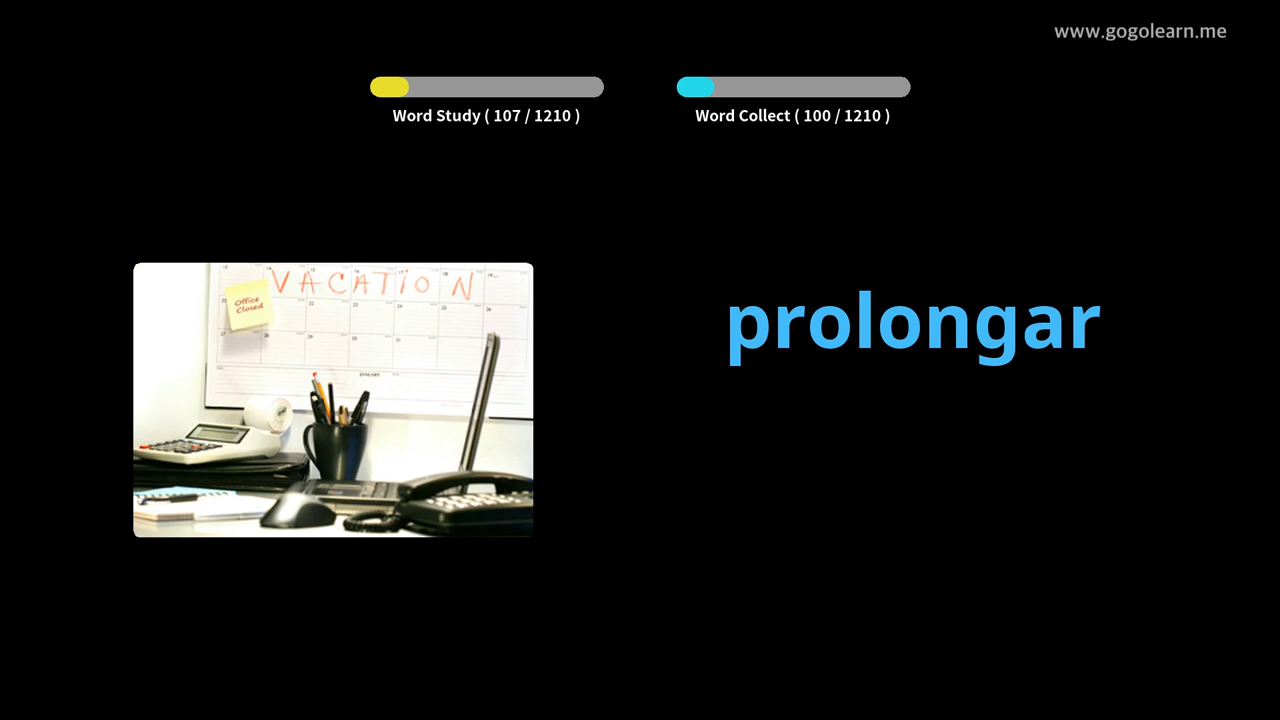 www.gogolearn.me
Word Study ( 107 / 1210 )
Word Collect ( 100 / 1210 )
VACATION
Office
Closed
prolongar